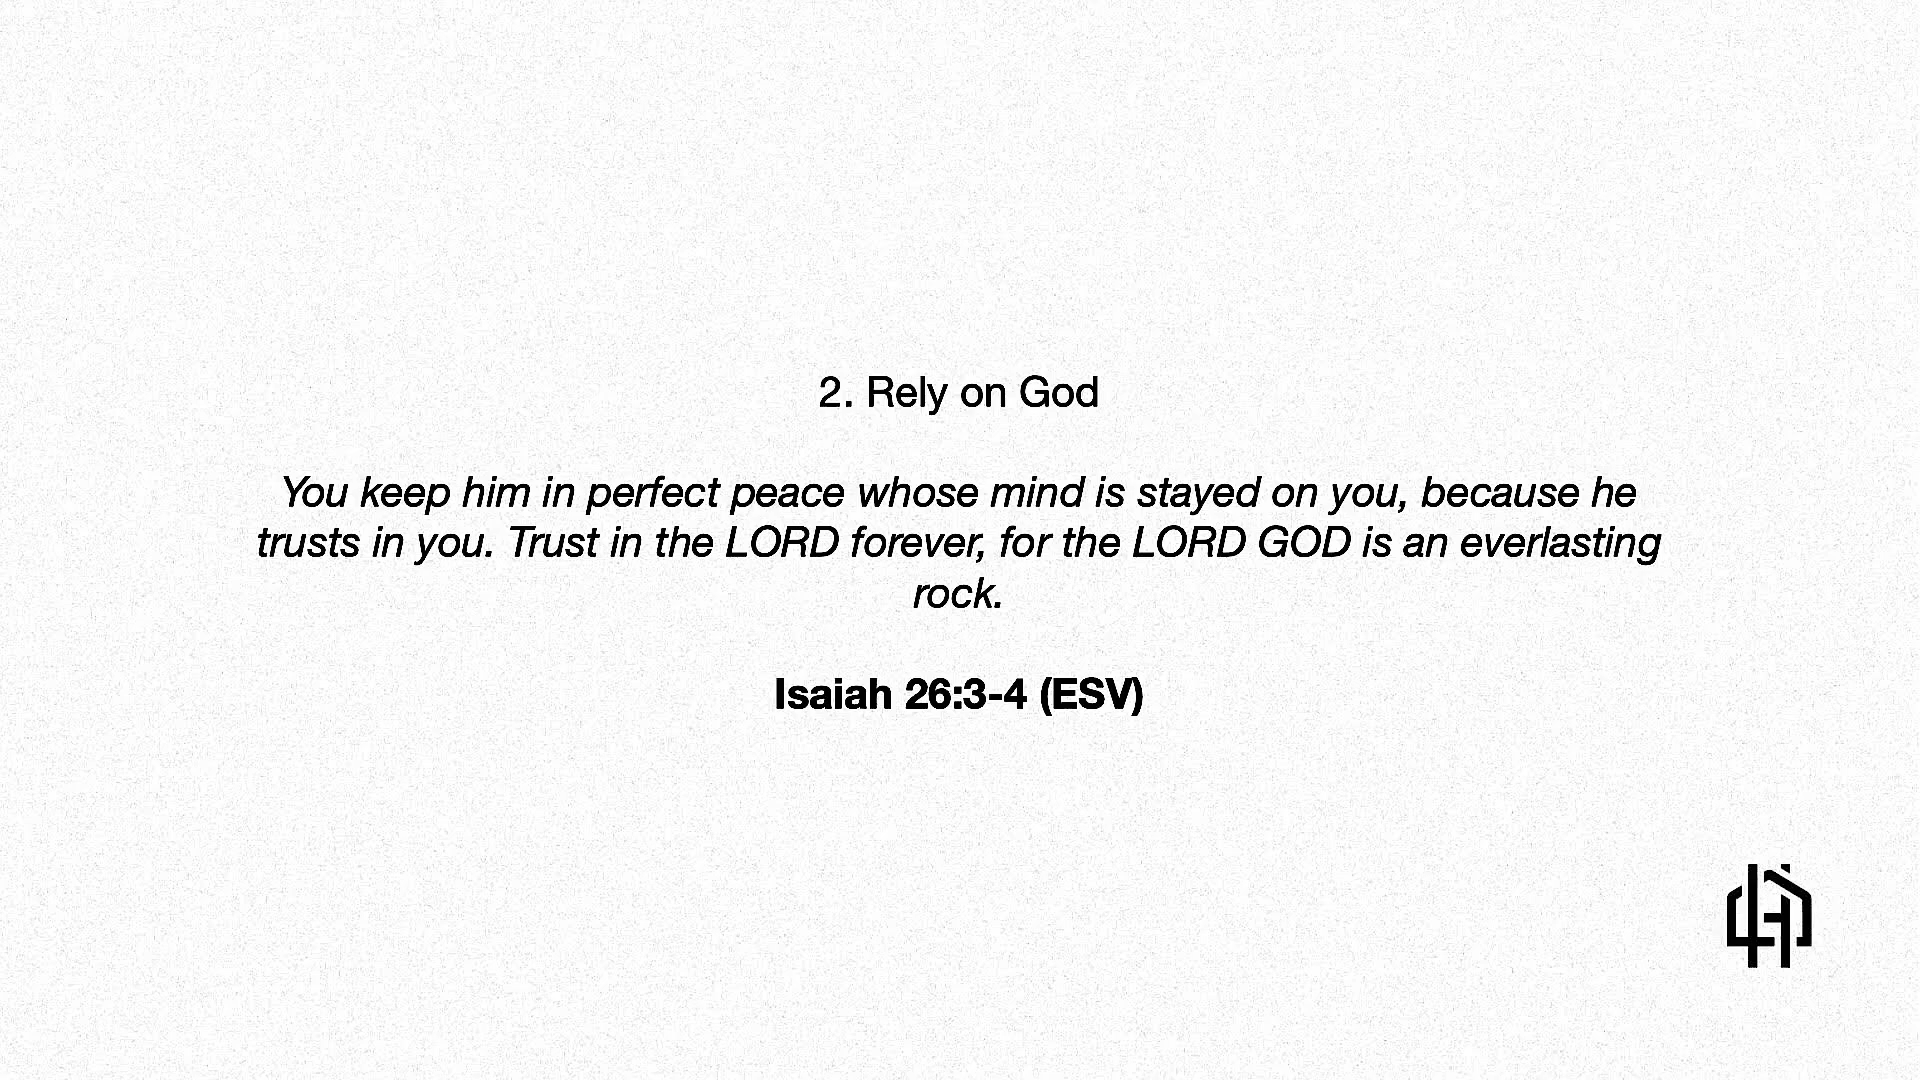 2. Rely on God
You keep him in perfect peace whose mind is stayed on you, because he
trusts in you. Trust in the LORD forever, for the LORD GOD is an everlasting
rock.
Isaiah 26:3-4 (ESV)